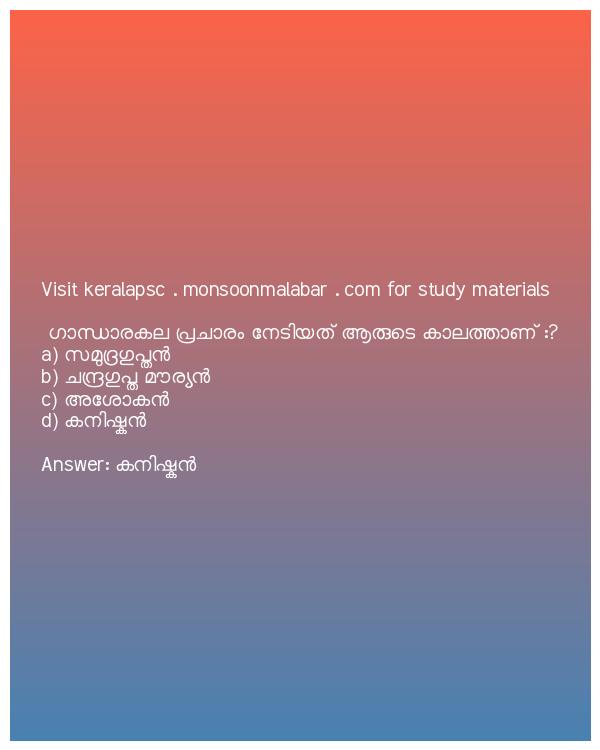 Visit keralapsc . monsoonmalabar . com for study materials
ഗാന്ധാരകല പ്രചാരം നേടിയത് ആരുടെ കാലത്താണ് :?
a) സമുദ്രഗുപ്തൻ
b) ചന്ദ്രഗുപ്ത മൗര്യൻ
c) അശോകൻ
d) കനിഷ്കൻ
Answer: കനിഷ്കൻ